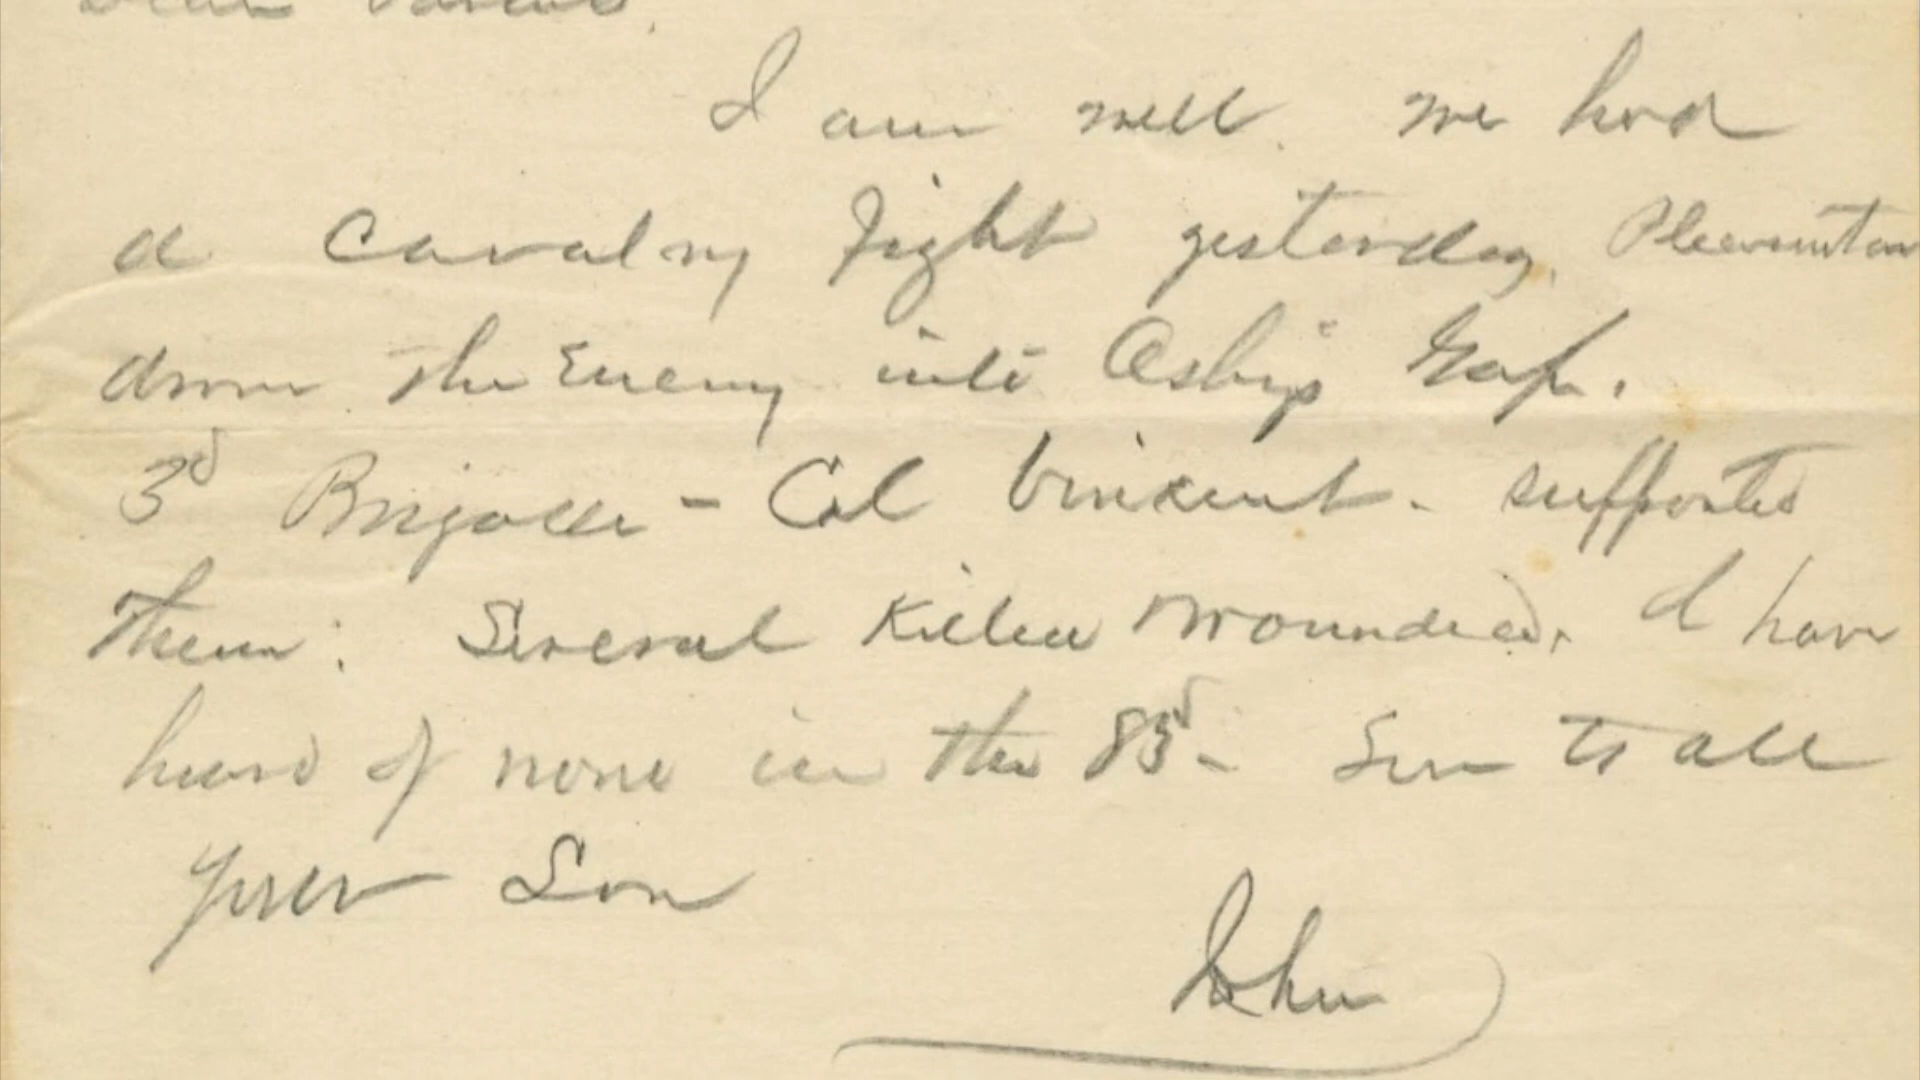 Dear
I am well. We had
a Cavalry fight yesterday. Pleasonton
drove the Enemy into Ashby's Gap.
3d Brigade - Col Vincent - supported
them: Several Killed & wounded. I have
heard of none in the 83d - Love to all
Your Son
John